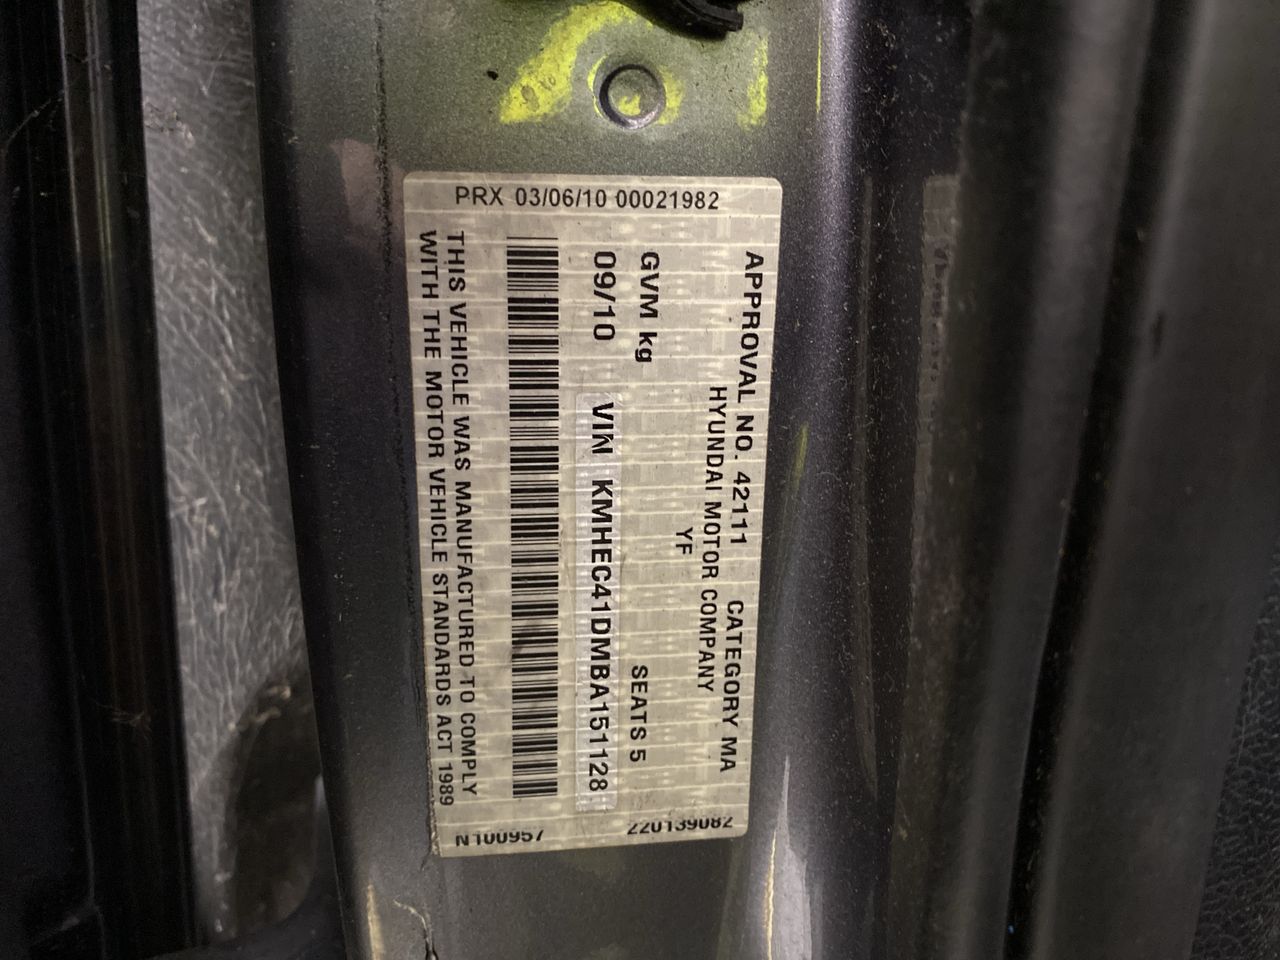 PRX 03/06/10 00021982
APPROVAL NO. 42111 CATEGORY MA
HYUNDAI MOTOR COMPANY
YF
GVM kg SEATS 5
09/10 VIN KMHEC41DMBA151128
THIS VEHICLE WAS MANUFACTURED TO COMPLY
WITH THE MOTOR VEHICLE STANDARDS ACT 1989
N100957 220139082